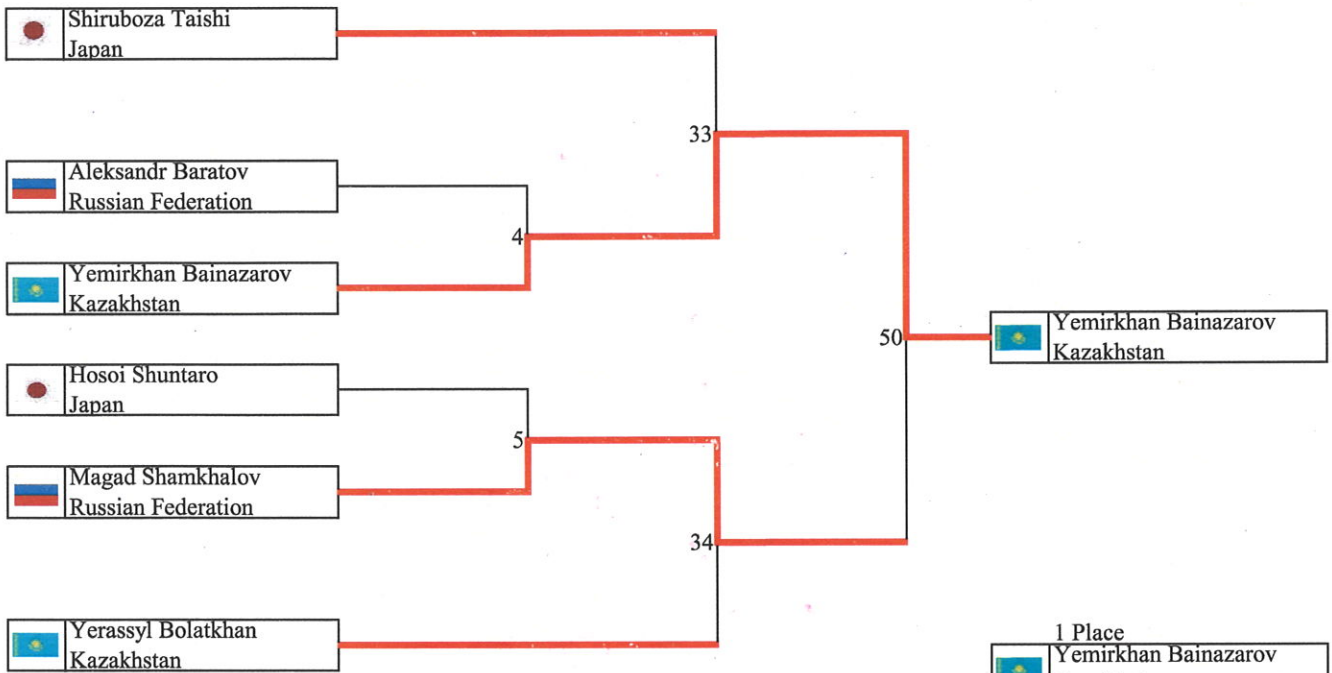 Shiruboza Taishi
Japan
33
Aleksandr Baratov
Russian Federation
4
Yemirkhan Bainazarov
Kazakhstan
50
Yemirkhan Bainazarov
Kazakhstan
Hosoi Shuntaro
Japan
5
Magad Shamkhalov
Russian Federation
34
Yerassyl Bolatkhan
Kazakhstan
1 Place
Yemirkhan Bainazarov